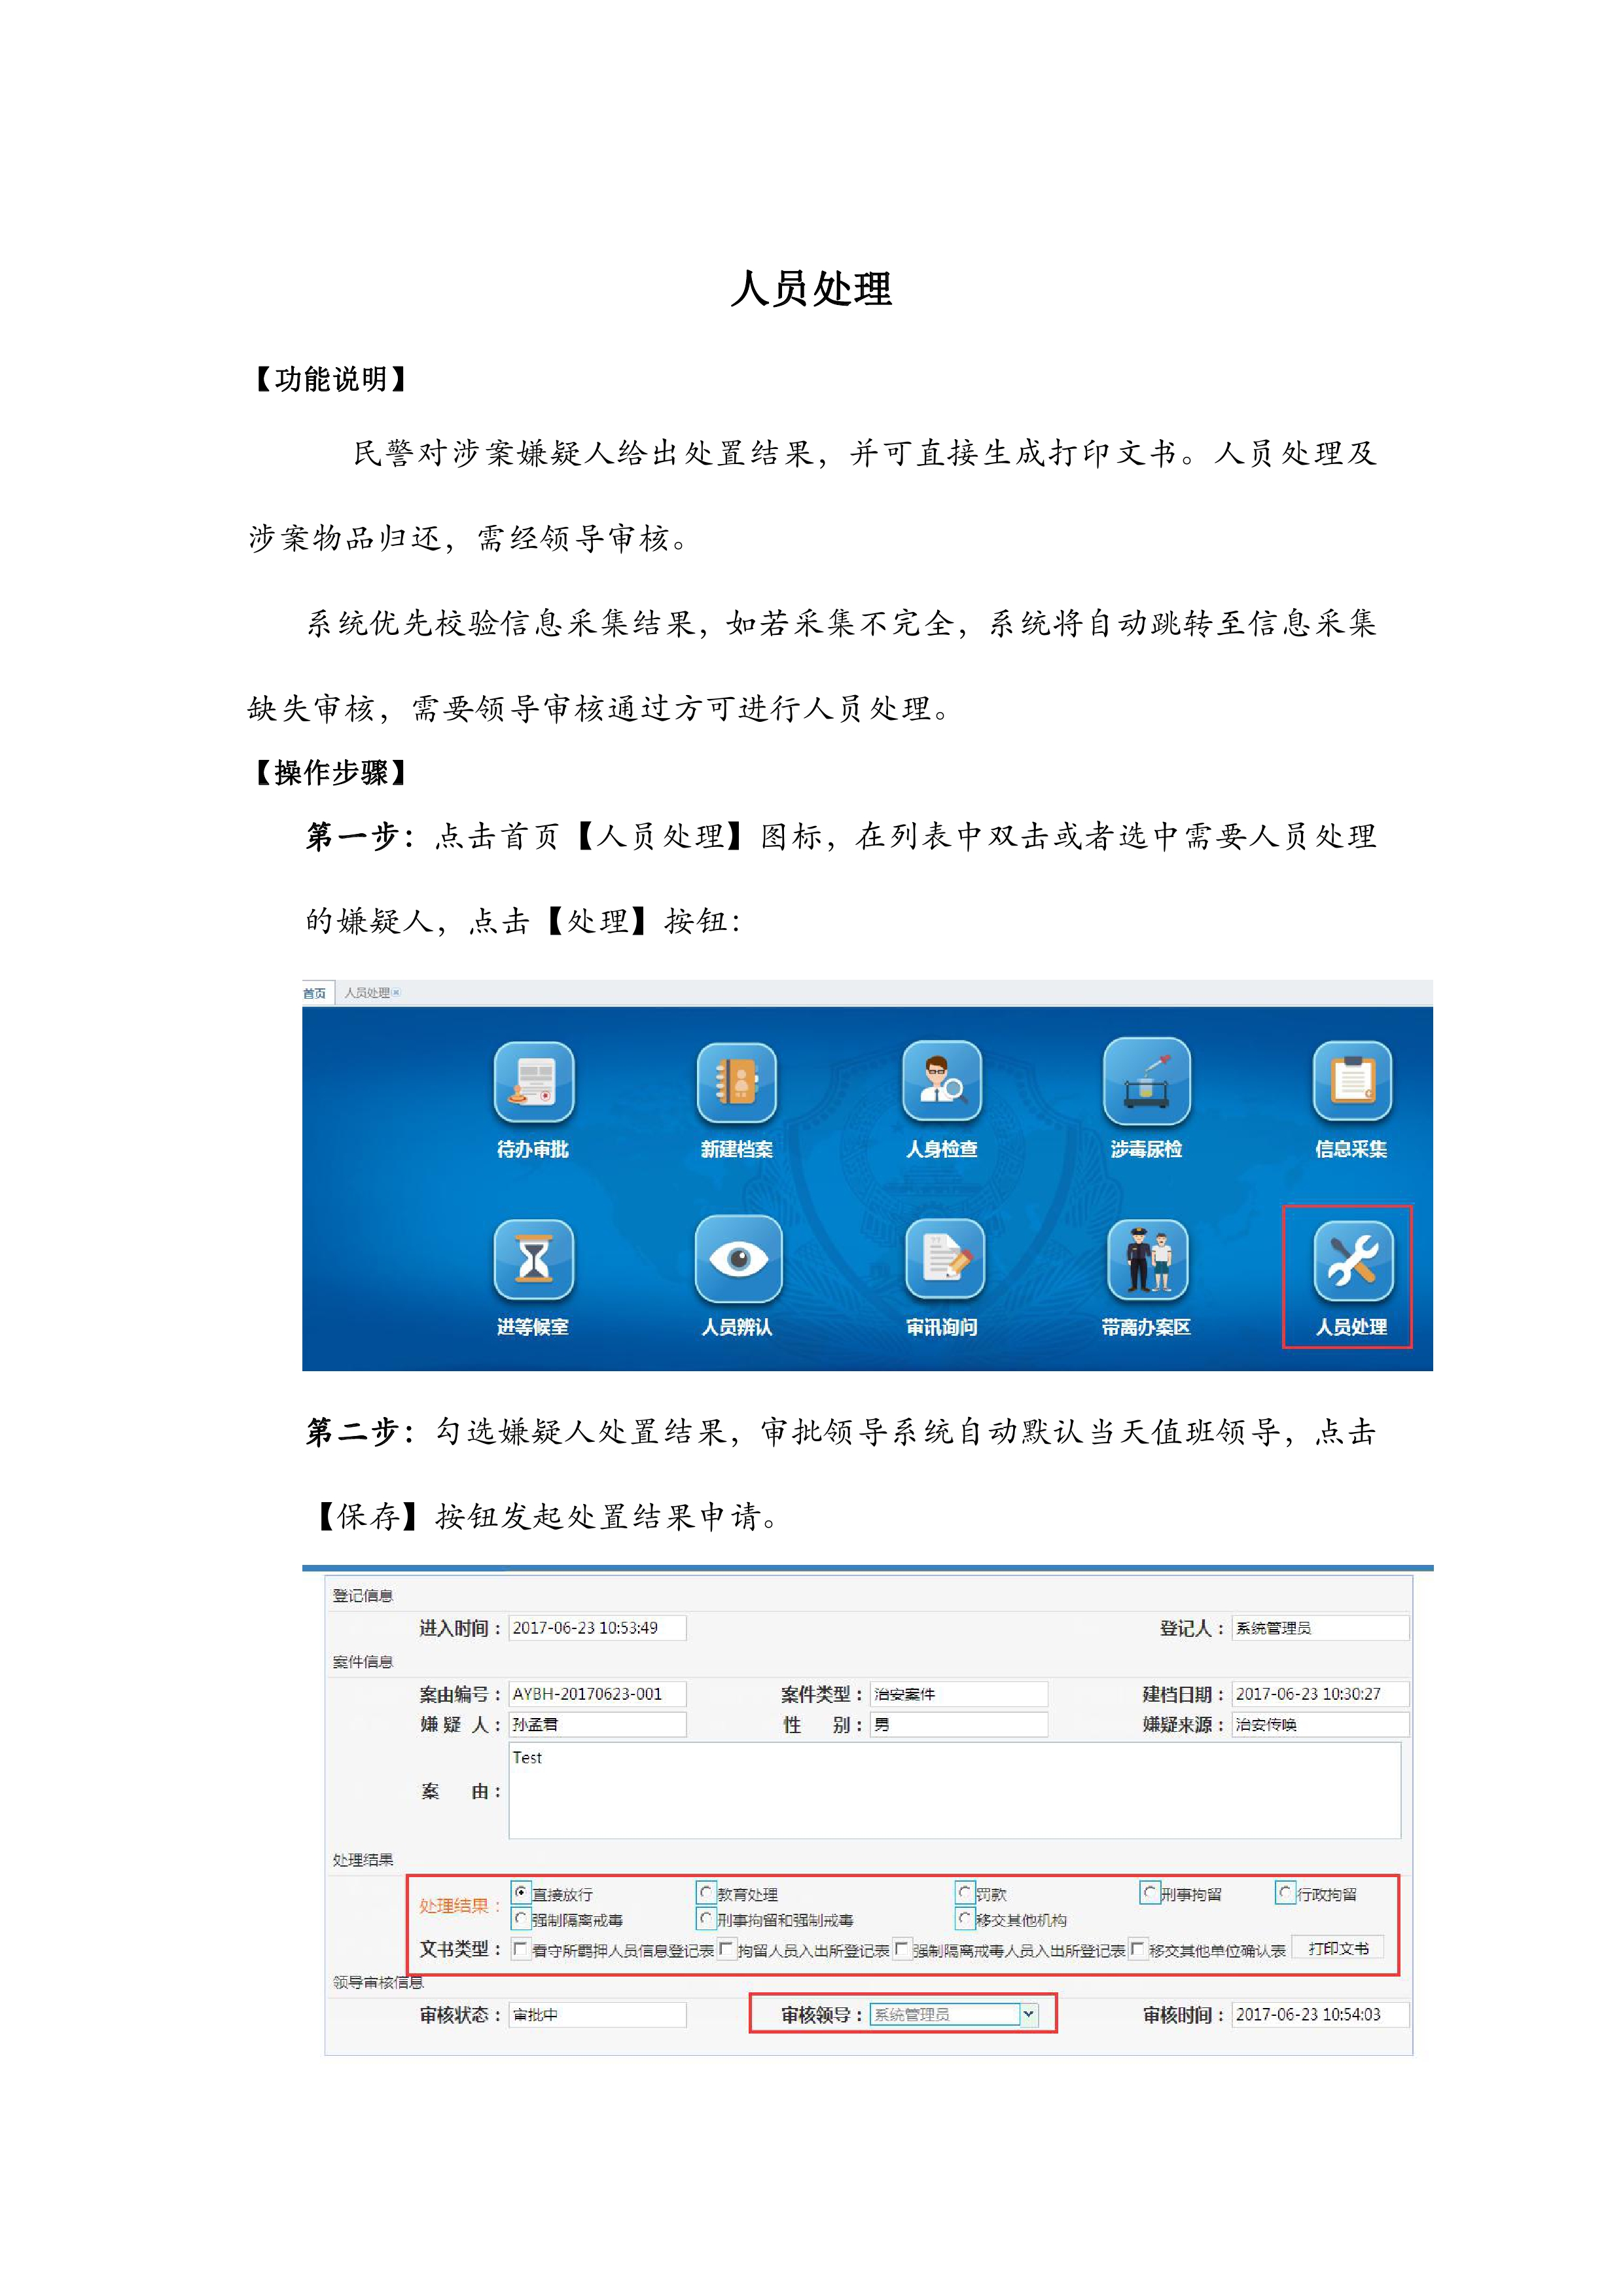 人员处理
【功能说明】
民警对涉案嫌疑人给出处置结果，并可直接生成打印文书。人员处理及
涉案物品归还，需经领导审核。
系统优先校验信息采集结果，如若采集不完全，系统将自动跳转至信息采集
缺失审核，需要领导审核通过方可进行人员处理。
【操作步骤】
第一步：点击首页【人员处理】图标，在列表中双击或者选中需要人员处理
的嫌疑人，点击【处理】按钮：
首页 人员处理
待办审批 新建档案 人身检查 涉毒尿检 信息采集
进等候室 人员辨认 审讯询问 带离办案区 人员处理
第二步：勾选嫌疑人处置结果，审批领导系统自动默认当天值班领导，点击
【保存】按钮发起处置结果申请。
登记信息
进入时间： 2017-06-23 10:53:49 登记人： 系统管理员
案件信息
案由编号： AYBH-20170623-001 案件类型： 治安案件 建档日期： 2017-06-23 10:30:27
嫌 疑 人： 孙孟君 性 别： 男 嫌疑来源： 治安传唤
案 由： Test
处理结果
处理结果： 直接放行 教育处理 罚款 刑事拘留 行政拘留
强制隔离戒毒 刑事拘留和强制戒毒 移交其他机构
文书类型： 看守所羁押人员信息登记表 拘留人员入出所登记表 强制隔离戒毒人员入出所登记表 移交其他单位确认表 打印文书
领导审核信息
审核状态： 审批中 审核领导： 系统管理员 审核时间： 2017-06-23 10:54:03